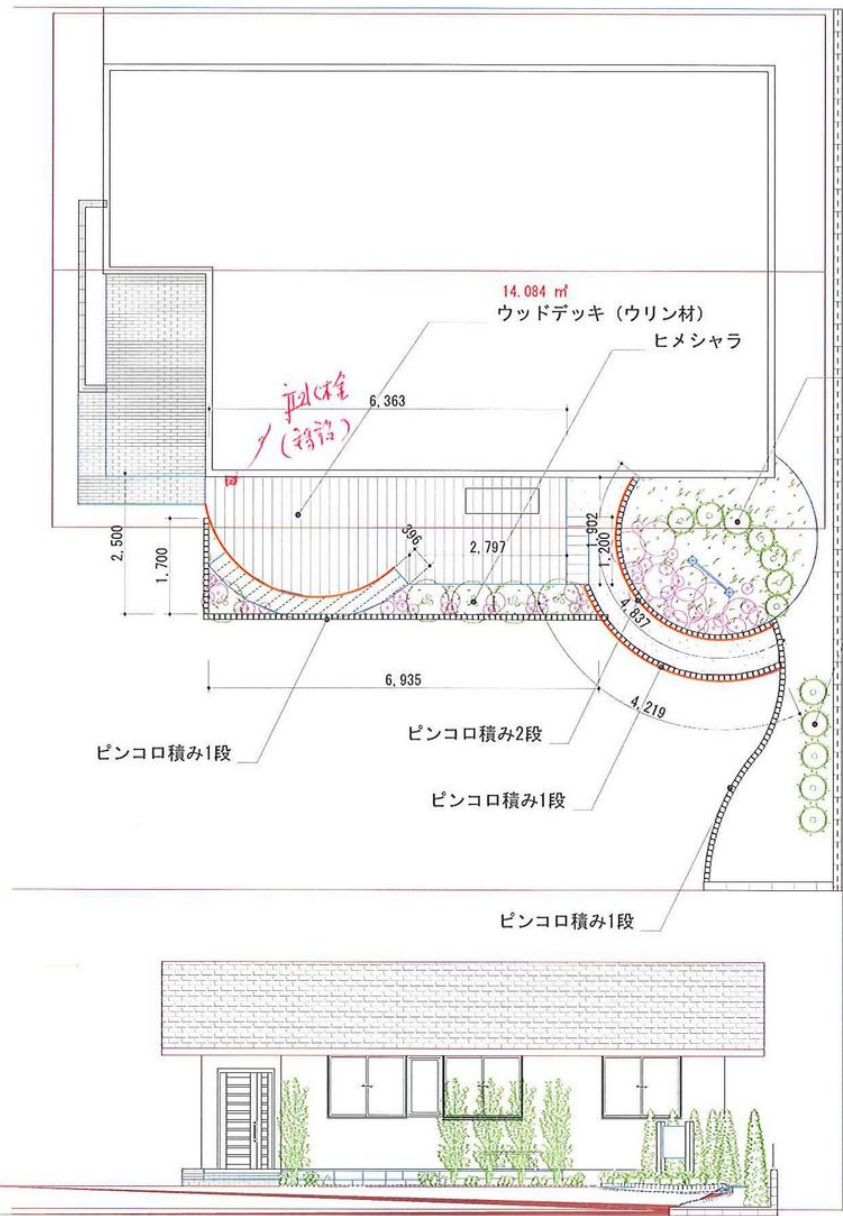 14.084 ㎡
ウッドデッキ（ウリン材）
ヒメシャラ
6,363
396
2,797
1,902
1,200
2,500
1,700
4,837
6,935
4,219
ピンコロ積み1段
ピンコロ積み2段
ピンコロ積み1段
ピンコロ積み1段